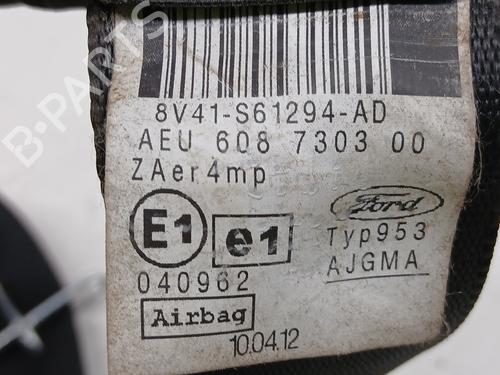 8V41-S61294-AD
AEU 608 7303 00
ZAer4mp
E1 e1 Ford
Typ953
040962 AJGMA
Airbag
10.04.12
B-PARTS